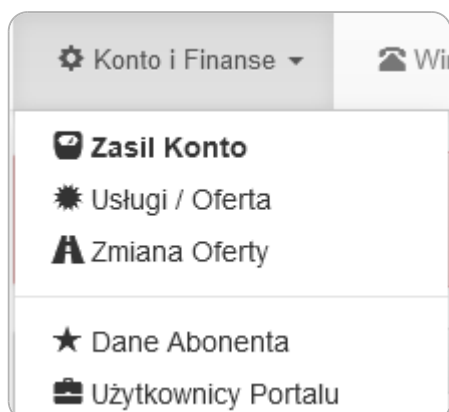 Konto i Finanse
Zasil Konto
Usługi / Oferta
Zmiana Oferty
Dane Abonenta
Użytkownicy Portalu